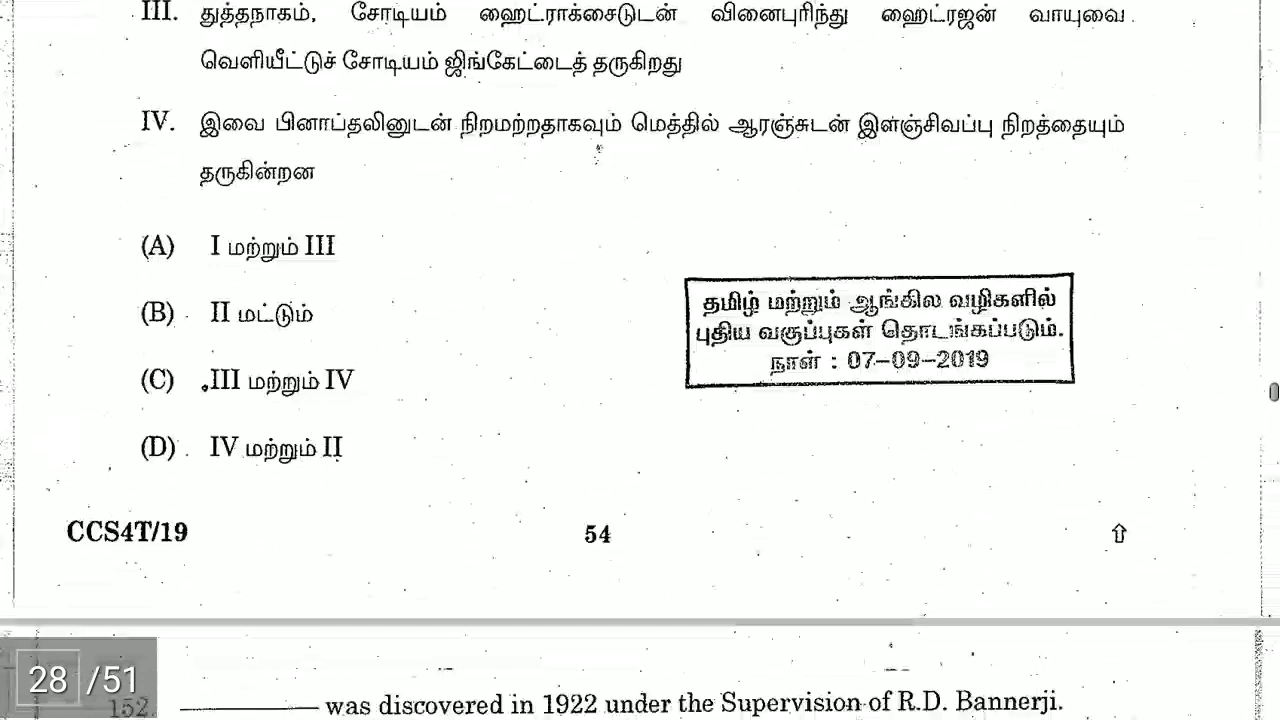 III. துத்தநாகம், சோடியம் ஹைட்ராக்சைடுடன் வினைபுரிந்து ஹைட்ரஜன் வாயுவை
வெளியீட்டுச் சோடியம் ஜிங்கேட்டைத் தருகிறது
IV. இவை பினாப்தலினுடன் நிறமற்றதாகவும் மெத்தில் ஆரஞ்சுடன் இளஞ்சிவப்பு நிறத்தையும்
தருகின்றன
(A) I மற்றும் III
(B) II மட்டும்
(C) III மற்றும் IV
(D) IV மற்றும் II
தமிழ் மற்றும் ஆங்கில வழிகளில்
புதிய வகுப்புகள் தொடங்கப்படும்.
நாள் : 07-09-2019
CCS4T/19 54 ⇧
28 /51
152. ________ was discovered in 1922 under the Supervision of R.D. Bannerji.